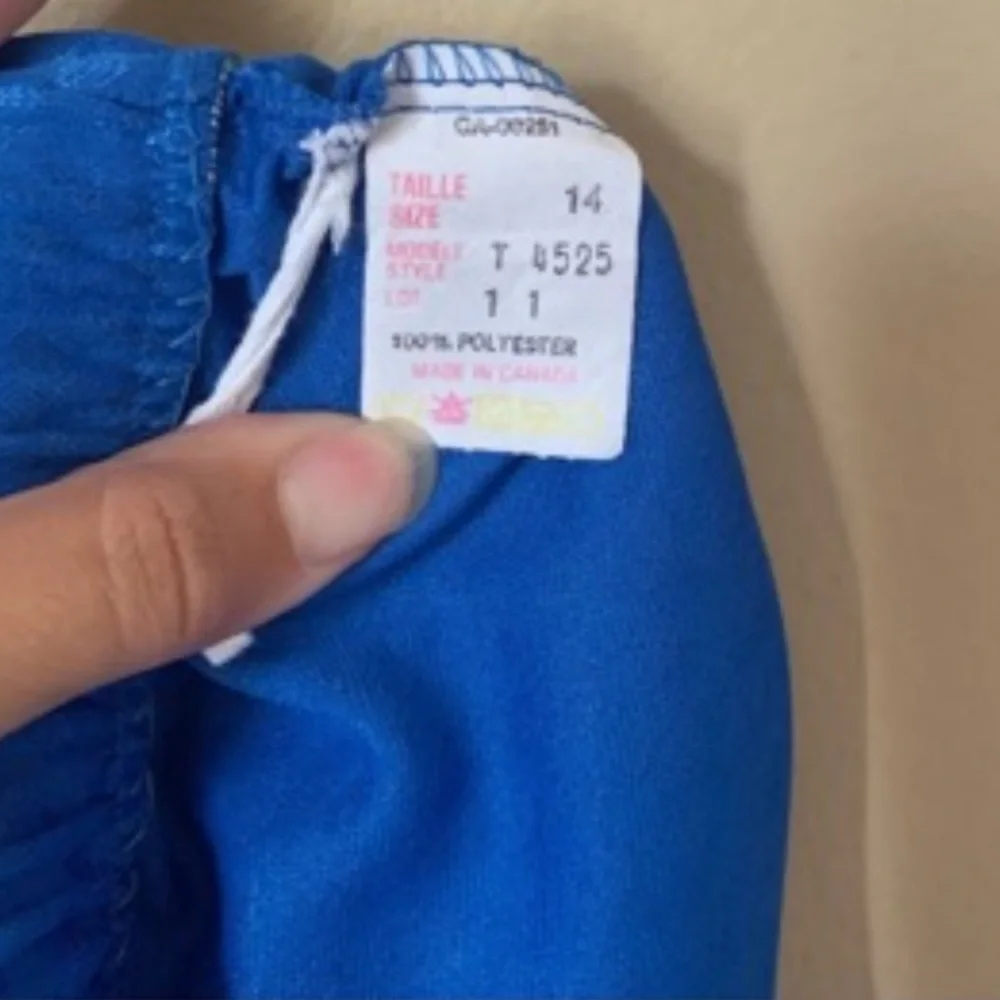 CA-00251
TAILLE
SIZE 14
MODELE
STYLE T 4525
LOT 1 1
100% POLYESTER
MADE IN CANADA